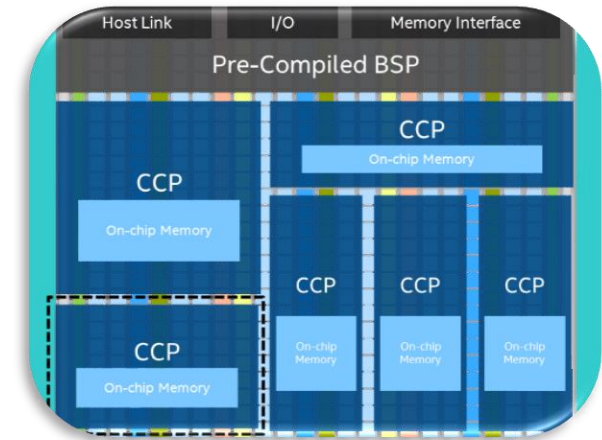 Host Link
I/O
Memory Interface
Pre-Compiled BSP
CCP
On-chip Memory
CCP
On-chip Memory
CCP
On-chip
Memory
CCP
On-chip
Memory
CCP
On-chip
Memory
CCP
On-chip Memory